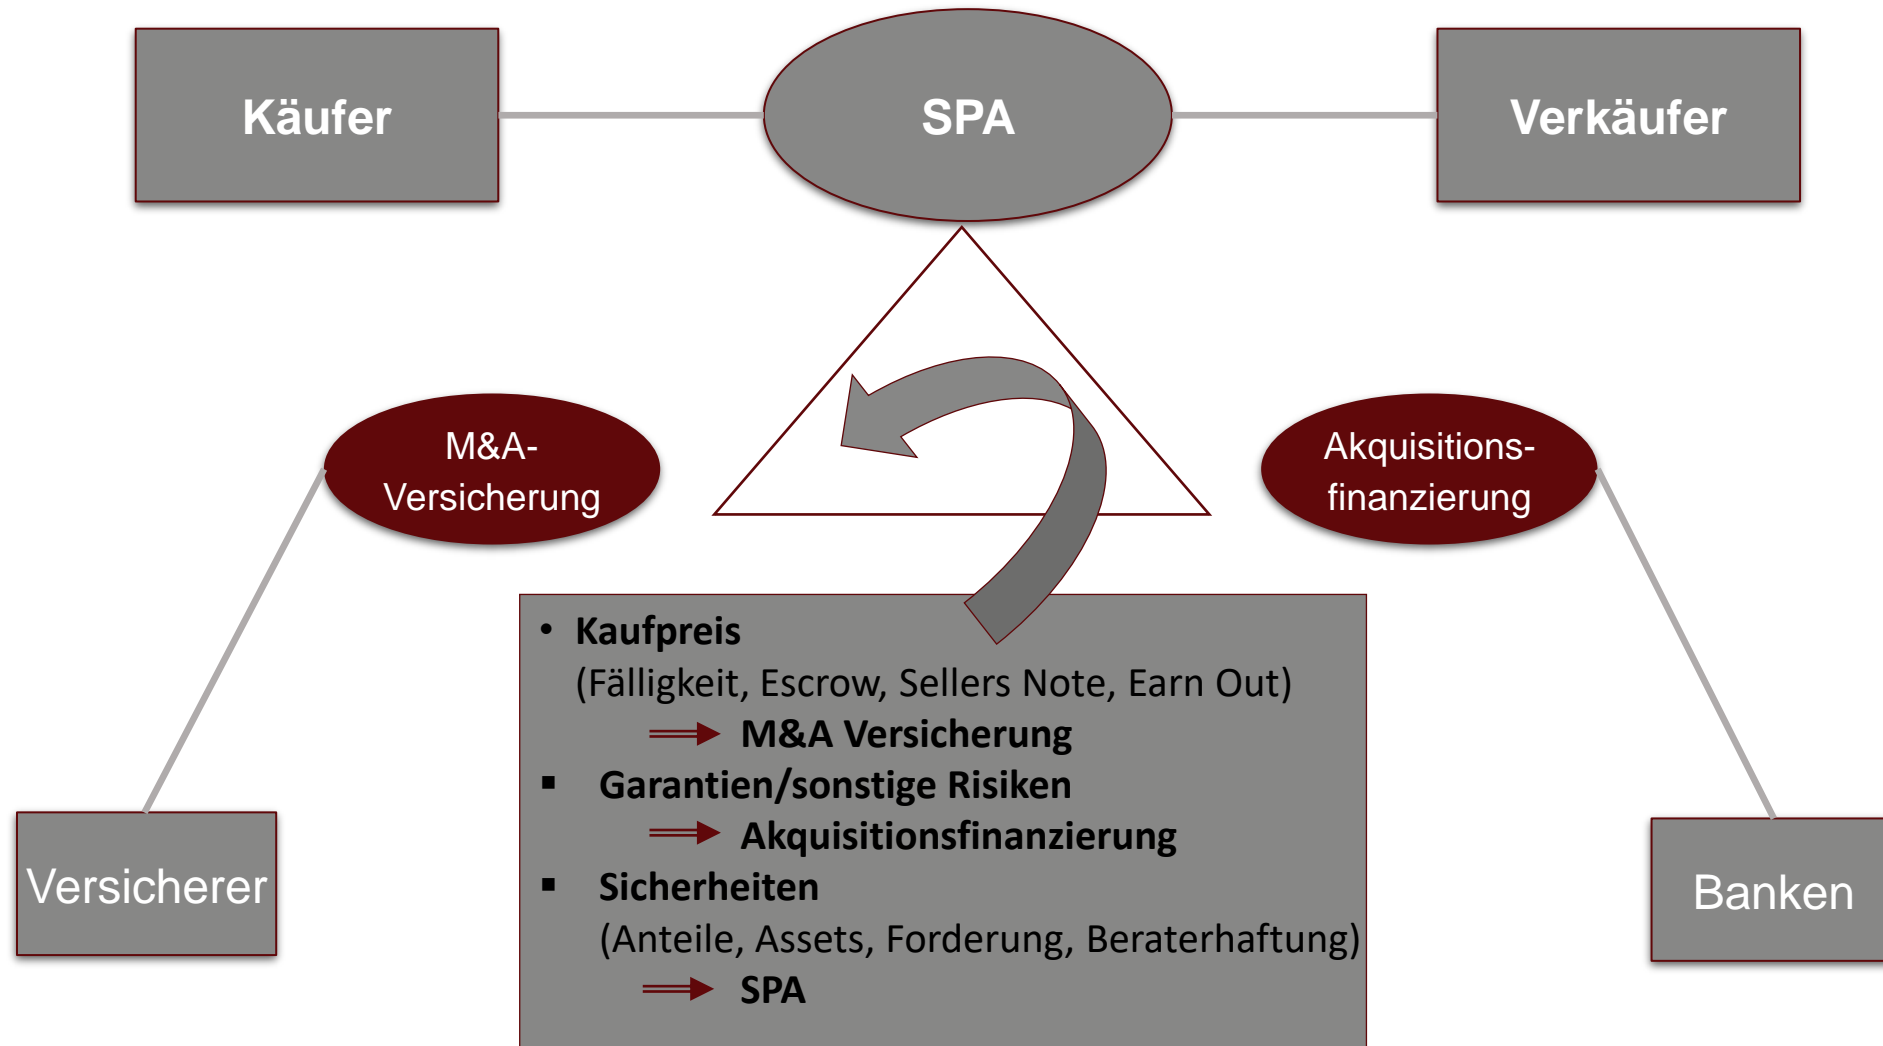 Käufer
SPA
Verkäufer
M&A-
Versicherung
Akquisitions-
finanzierung
• Kaufpreis
(Fälligkeit, Escrow, Sellers Note, Earn Out)
M&A Versicherung
▪ Garantien/sonstige Risiken
Akquisitionsfinanzierung
▪ Sicherheiten
(Anteile, Assets, Forderung, Beraterhaftung)
SPA
Versicherer
Banken